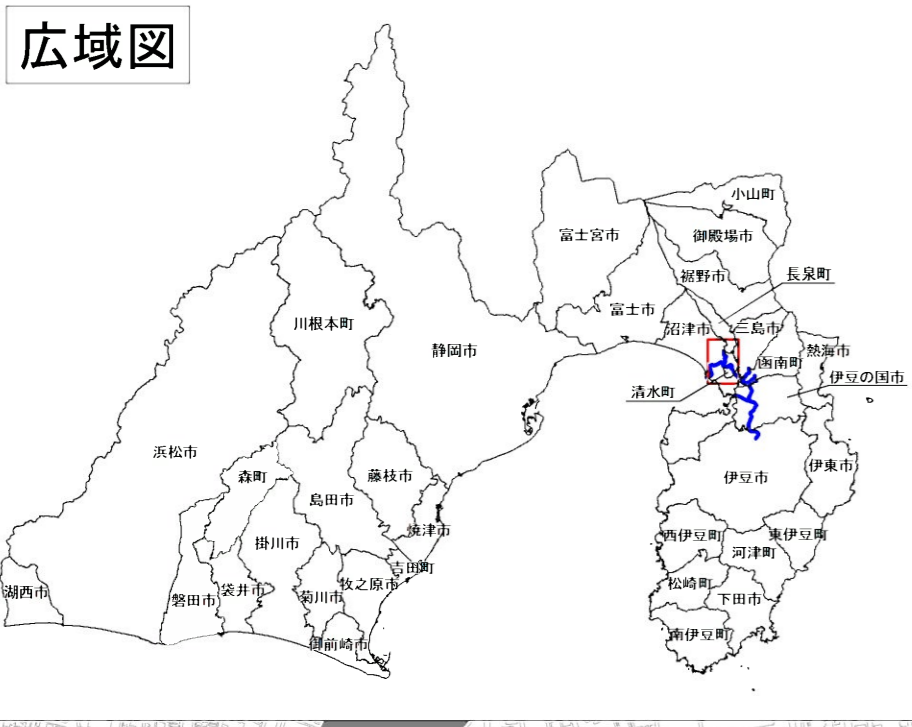 広域図
小山町
富士宮市
御殿場市
裾野市
長泉町
富士市
川根本町
沼津市
三島市
静岡市
熱海市
函南町
伊豆の国市
清水町
浜松市
森町
藤枝市
伊東市
伊豆市
島田市
焼津市
西伊豆町
東伊豆町
掛川市
河津町
吉田町
松崎町
牧之原市
湖西市
袋井市
磐田市
菊川市
下田市
南伊豆町
御前崎市